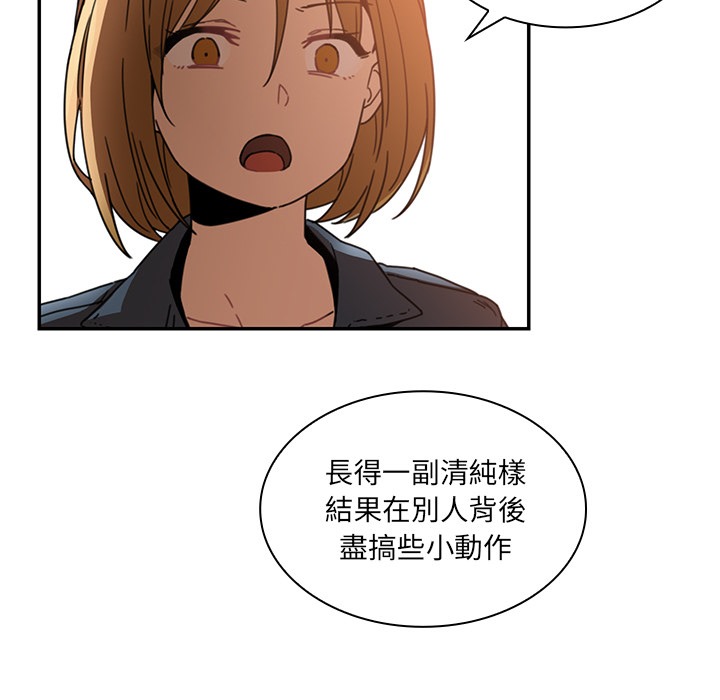 長得一副清純樣
結果在別人背後
盡搞些小動作